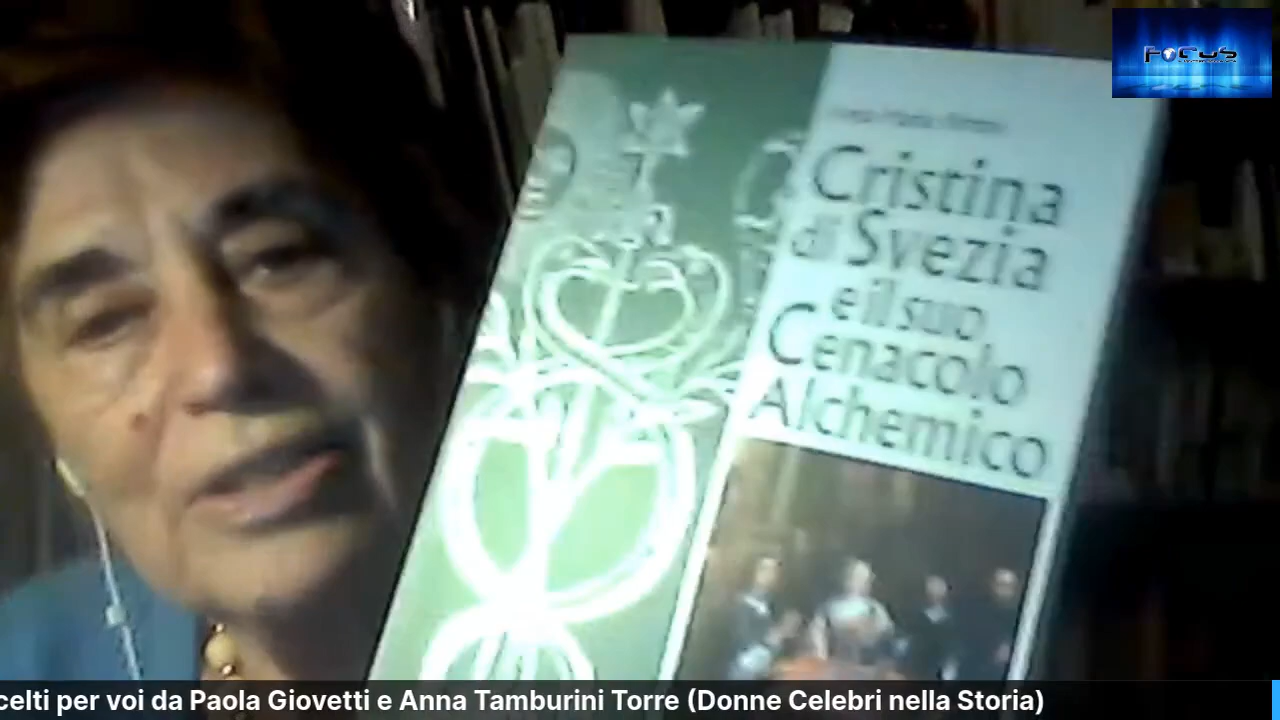 FOCUS
Cristina
di Svezia
e il suo
Cenacolo
Alchemico
celti per voi da Paola Giovetti e Anna Tamburini Torre (Donne Celebri nella Storia)